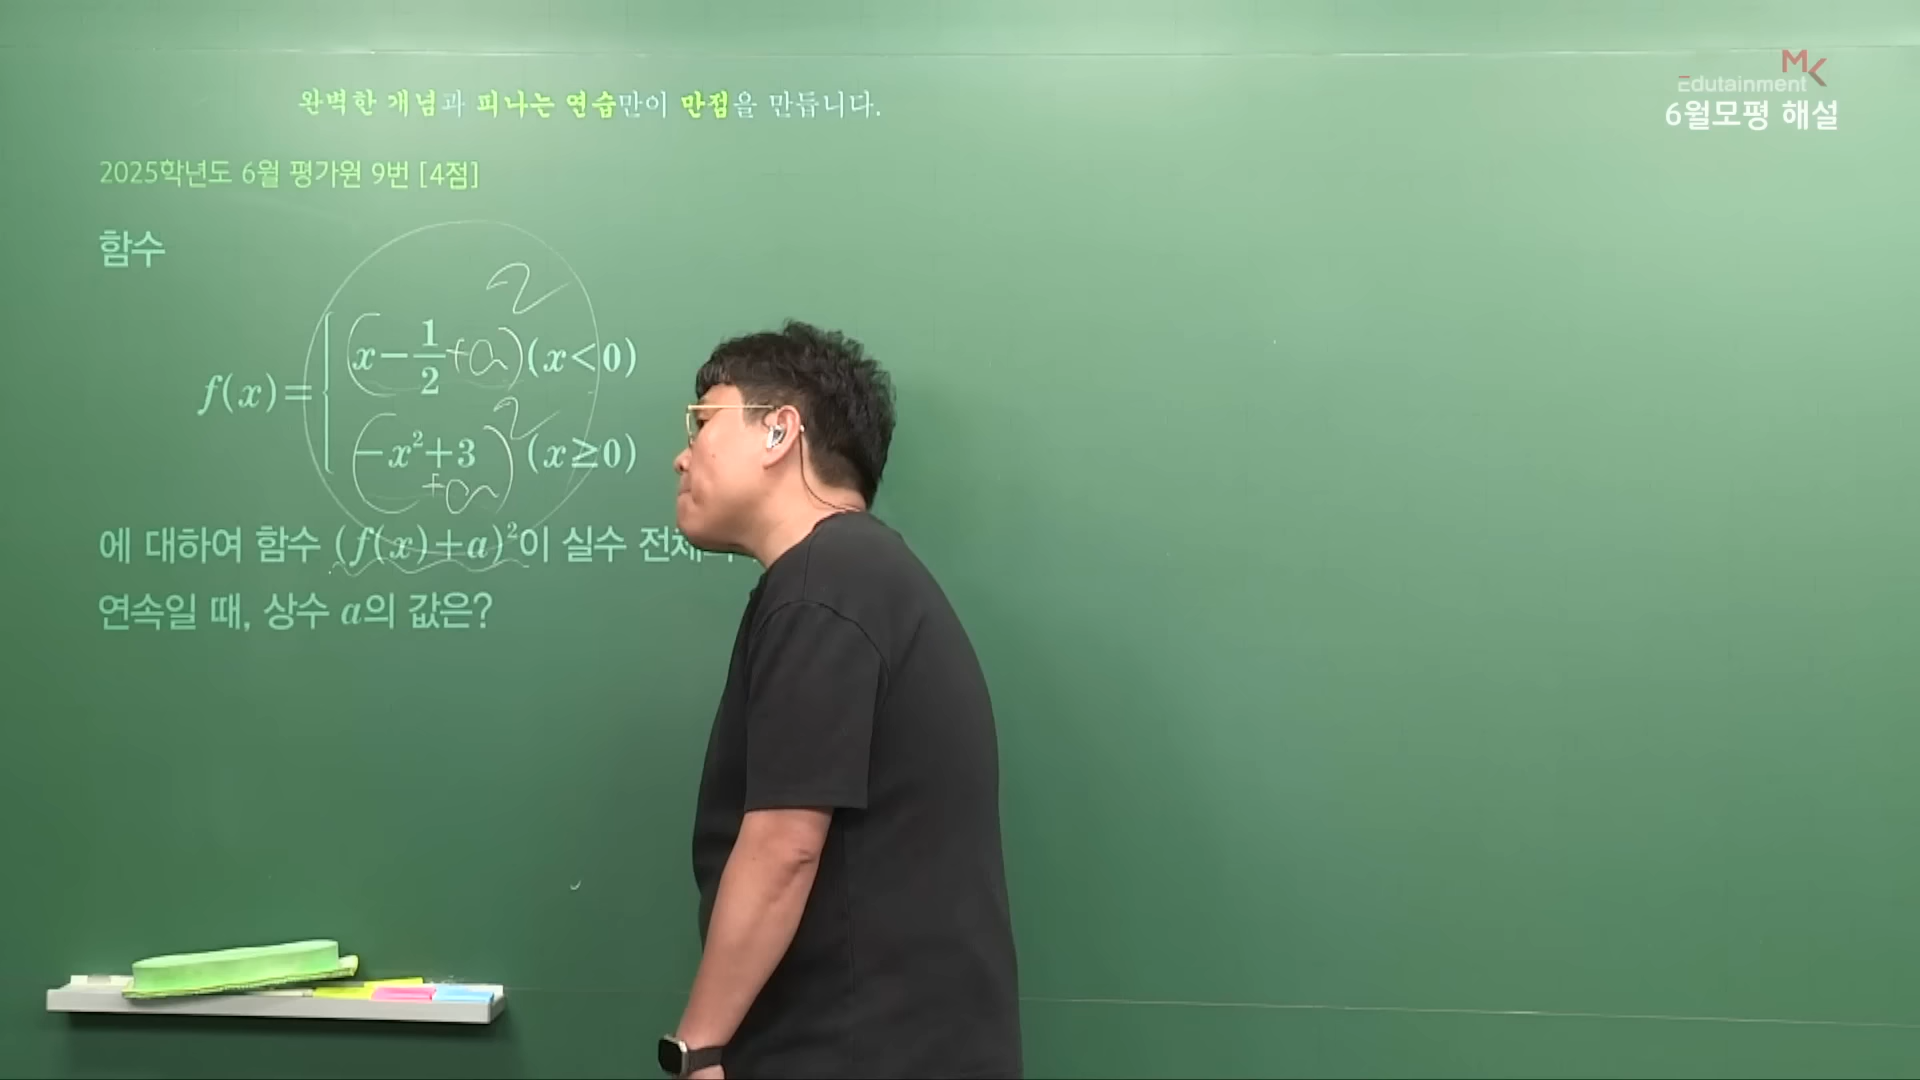 완벽한 개념과 피나는 연습만이 만점을 만듭니다.
MK
Edutainment
6월모평 해설
2025학년도 6월 평가원 9번 [4점]
함수
f(x)={ (x-1/2+a)² (x<0)
(-x²+3+a)² (x≧0)
에 대하여 함수 (f(x)+a)²이 실수 전체
연속일 때, 상수 a의 값은?